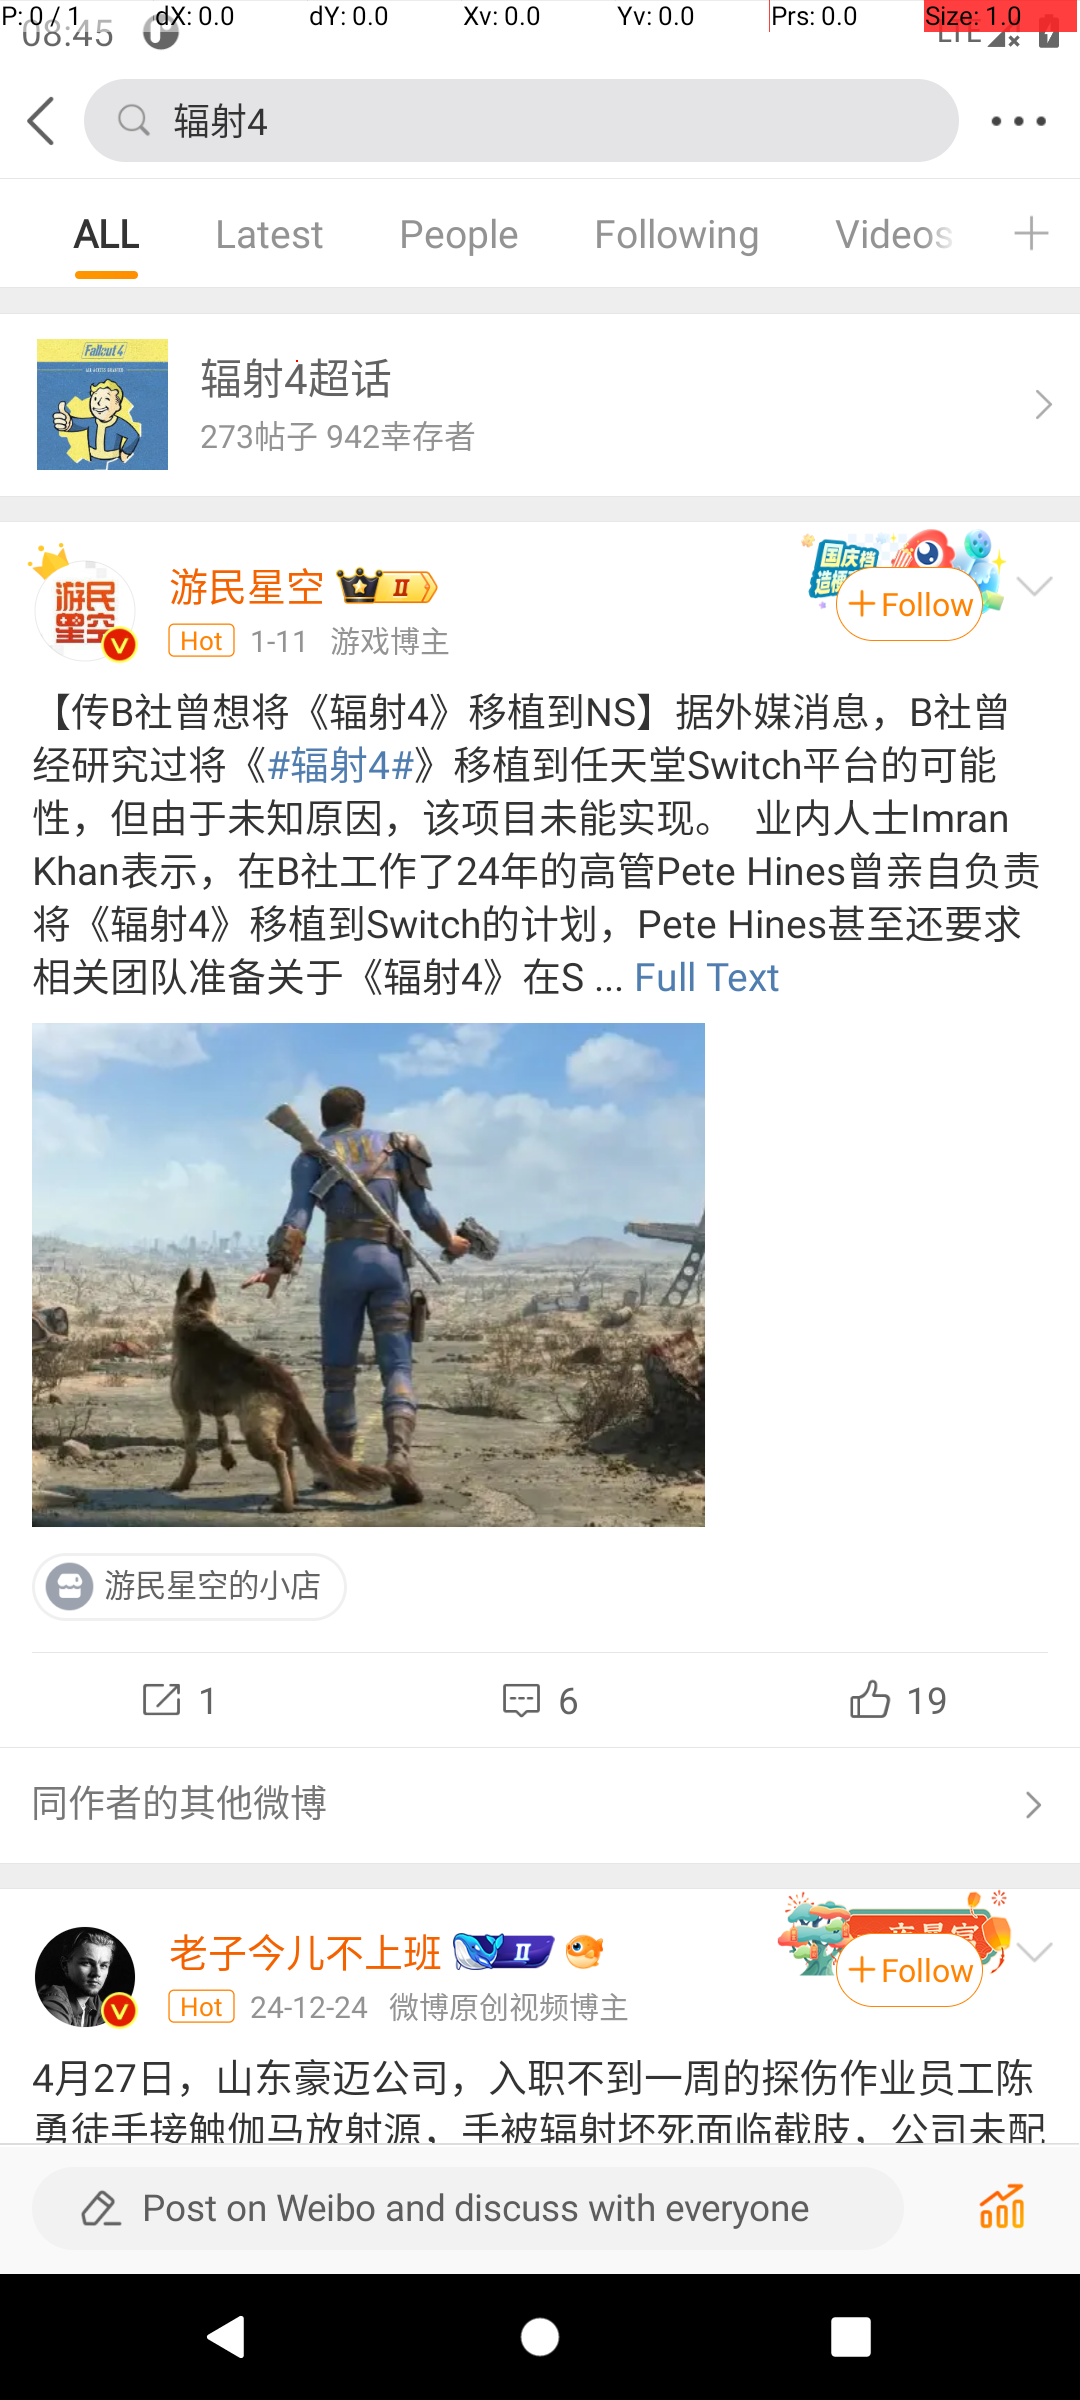 P: 0 / 1 dX: 0.0 dY: 0.0 Xv: 0.0 Yv: 0.0 Prs: 0.0 Size: 1.0
08:45 LTE
辐射4
ALL Latest People Following Videos
Fallout 4
辐射4超话
273帖子 942幸存者
国庆档
游民星空 II
+Follow
游民星空
Hot 1-11 游戏博主
【传B社曾想将《辐射4》移植到NS】据外媒消息，B社曾
经研究过将《#辐射4#》移植到任天堂Switch平台的可能
性，但由于未知原因，该项目未能实现。 业内人士Imran
Khan表示，在B社工作了24年的高管Pete Hines曾亲自负责
将《辐射4》移植到Switch的计划，Pete Hines甚至还要求
相关团队准备关于《辐射4》在S ... Full Text
游民星空的小店
1 6 19
同作者的其他微博
老子今儿不上班 II
+Follow
Hot 24-12-24 微博原创视频博主
4月27日，山东豪迈公司，入职不到一周的探伤作业员工陈
勇徒手接触伽马放射源，手被辐射坏死面临截肢，公司未配
Post on Weibo and discuss with everyone